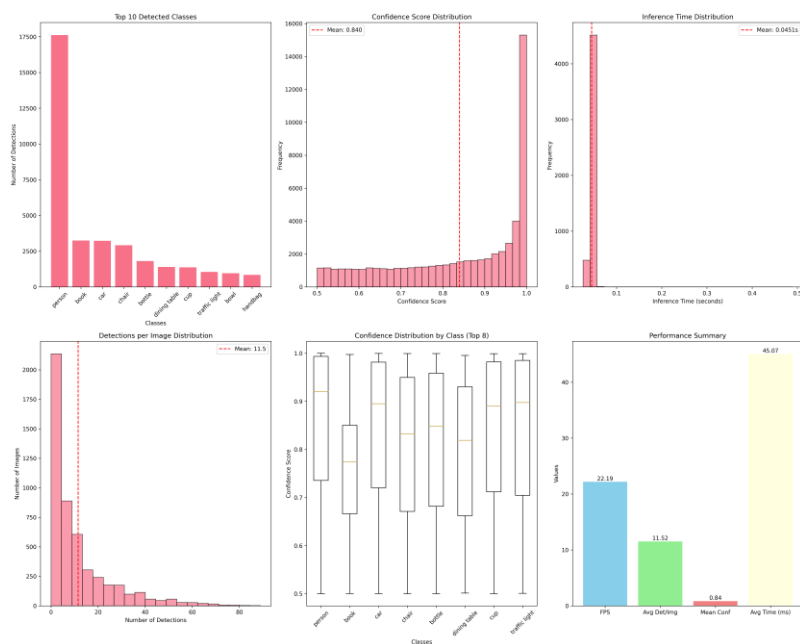 Top 10 Detected Classes
17500
15000
12500
10000
7500
5000
2500
0
Number of Detections
person
book
car
chair
bottle
dining table
cup
traffic light
bowl
handbag
Classes
Confidence Score Distribution
Mean: 0.840
16000
14000
12000
10000
8000
6000
4000
2000
0
Frequency
0.5 0.6 0.7 0.8 0.9 1.0
Confidence Score
Inference Time Distribution
Mean: 0.0451s
4000
3000
2000
1000
0
Frequency
0.1 0.2 0.3 0.4 0.5
Inference Time (seconds)
Detections per Image Distribution
Mean: 11.5
2000
1750
1500
1250
1000
750
500
250
0
Number of Images
0 20 40 60 80
Number of Detections
Confidence Distribution by Class (Top 8)
1.0
0.9
0.8
0.7
0.6
0.5
Confidence Score
person
book
car
chair
bottle
dining table
cup
traffic light
Classes
Performance Summary
40
30
20
10
0
Values
22.19
11.52
0.84
45.07
FPS Avg Det/Img Mean Conf Avg Time (ms)